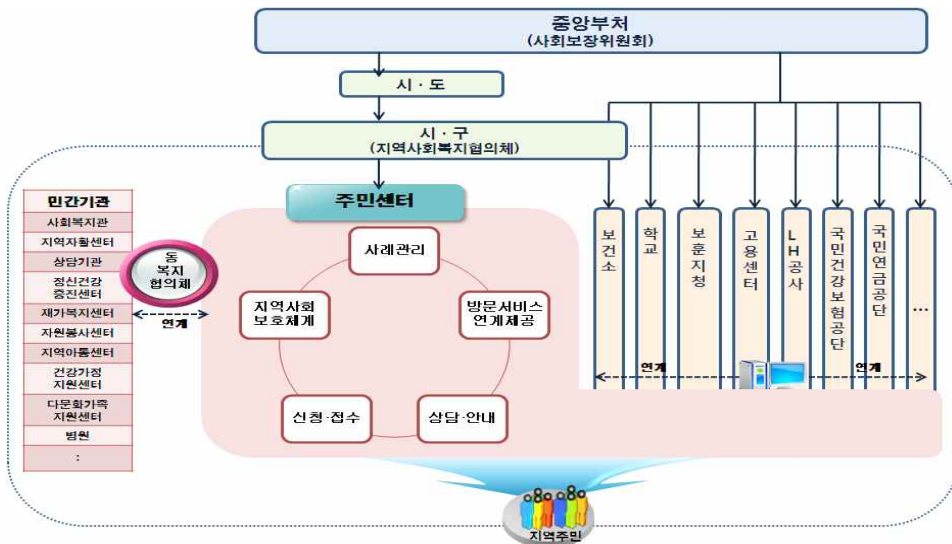 중앙부처
(사회보장위원회)
시·도
시·구
(지역사회복지협의체)
주민센터
민간기관
사회복지관
지역자활센터
상담기관
정신건강
증진센터
재가복지센터
자원봉사센터
지역아동센터
건강가정
지원센터
다문화가족
지원센터
병원
:
동
복지
협의체
연계
사례관리
지역사회
보호체계
방문서비스
연계제공
신청·접수
상담·안내
보건소
학교
보훈지청
고용센터
LH공사
국민건강보험공단
국민연금공단
...
연계
연계
지역주민